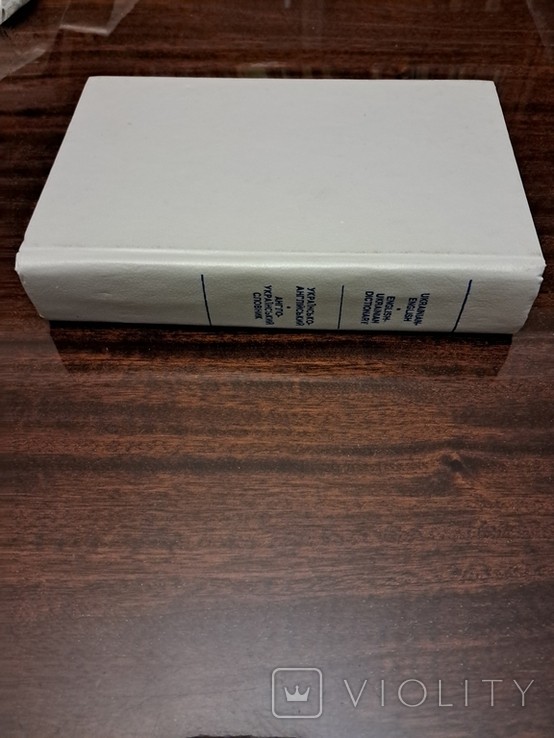 UKRAINIAN-
ENGLISH
•
ENGLISH-
UKRAINIAN
DICTIONARY
УКРАЇНСЬКО-
АНГЛІЙСЬКИЙ
•
АНГЛО-
УКРАЇНСЬКИЙ
СЛОВНИК
VIOLITY